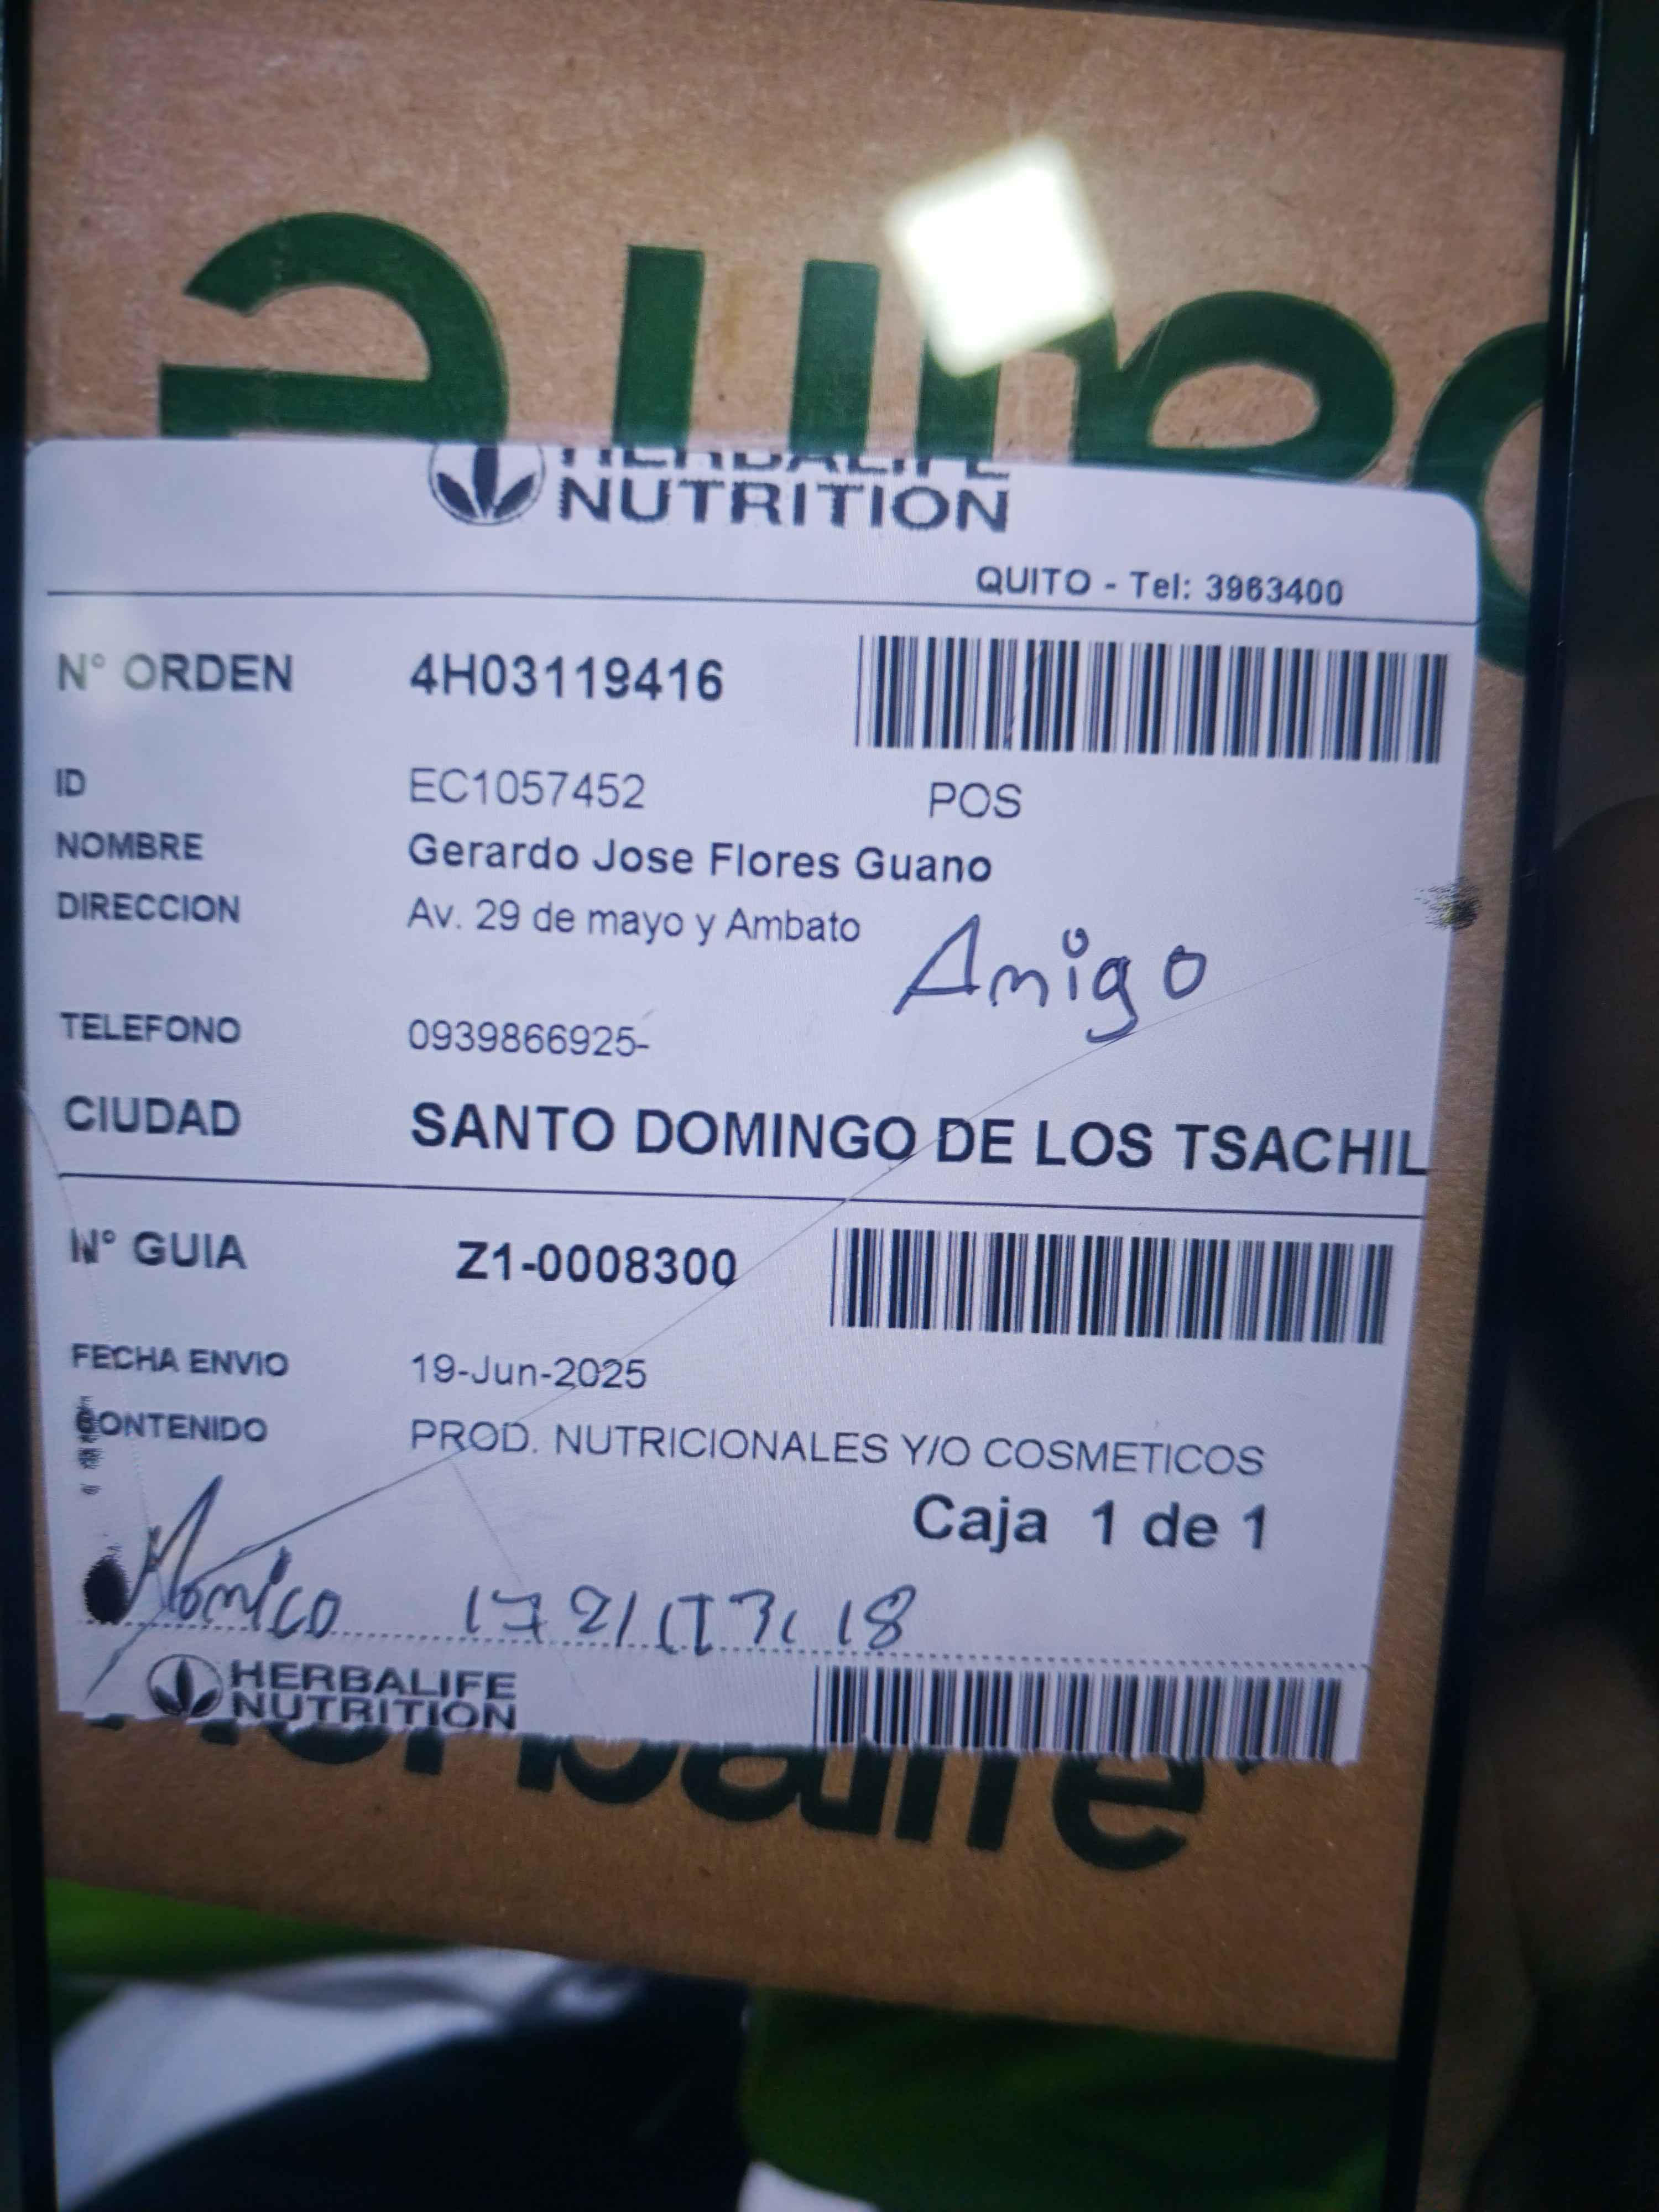 HERBALIFE
NUTRITION
QUITO - Tel: 3963400
N° ORDEN 4H03119416
ID EC1057452 POS
NOMBRE Gerardo Jose Flores Guano
DIRECCION Av. 29 de mayo y Ambato
Amigo
TELEFONO 0939866925-
CIUDAD SANTO DOMINGO DE LOS TSACHIL
N° GUIA Z1-0008300
FECHA ENVIO 19-Jun-2025
CONTENIDO PROD. NUTRICIONALES Y/O COSMETICOS
Caja 1 de 1
HERBALIFE
NUTRITION
Herbalife